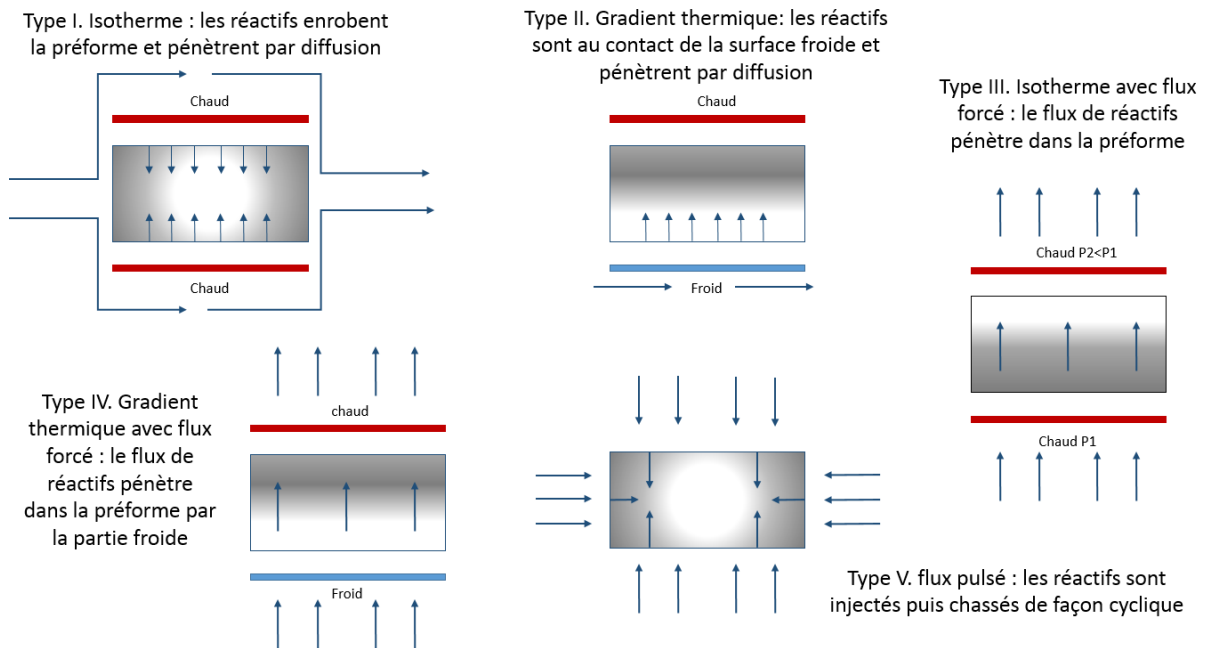 Type I. Isotherme : les réactifs enrobent
la préforme et pénètrent par diffusion
Chaud
Chaud
Type II. Gradient thermique: les réactifs
sont au contact de la surface froide et
pénètrent par diffusion
Chaud
Froid
Type III. Isotherme avec flux
forcé : le flux de réactifs
pénètre dans la préforme
Chaud P2<P1
Chaud P1
Type IV. Gradient
thermique avec flux
forcé : le flux de
réactifs pénètre
dans la préforme par
la partie froide
chaud
Froid
Type V. flux pulsé : les réactifs sont
injectés puis chassés de façon cyclique